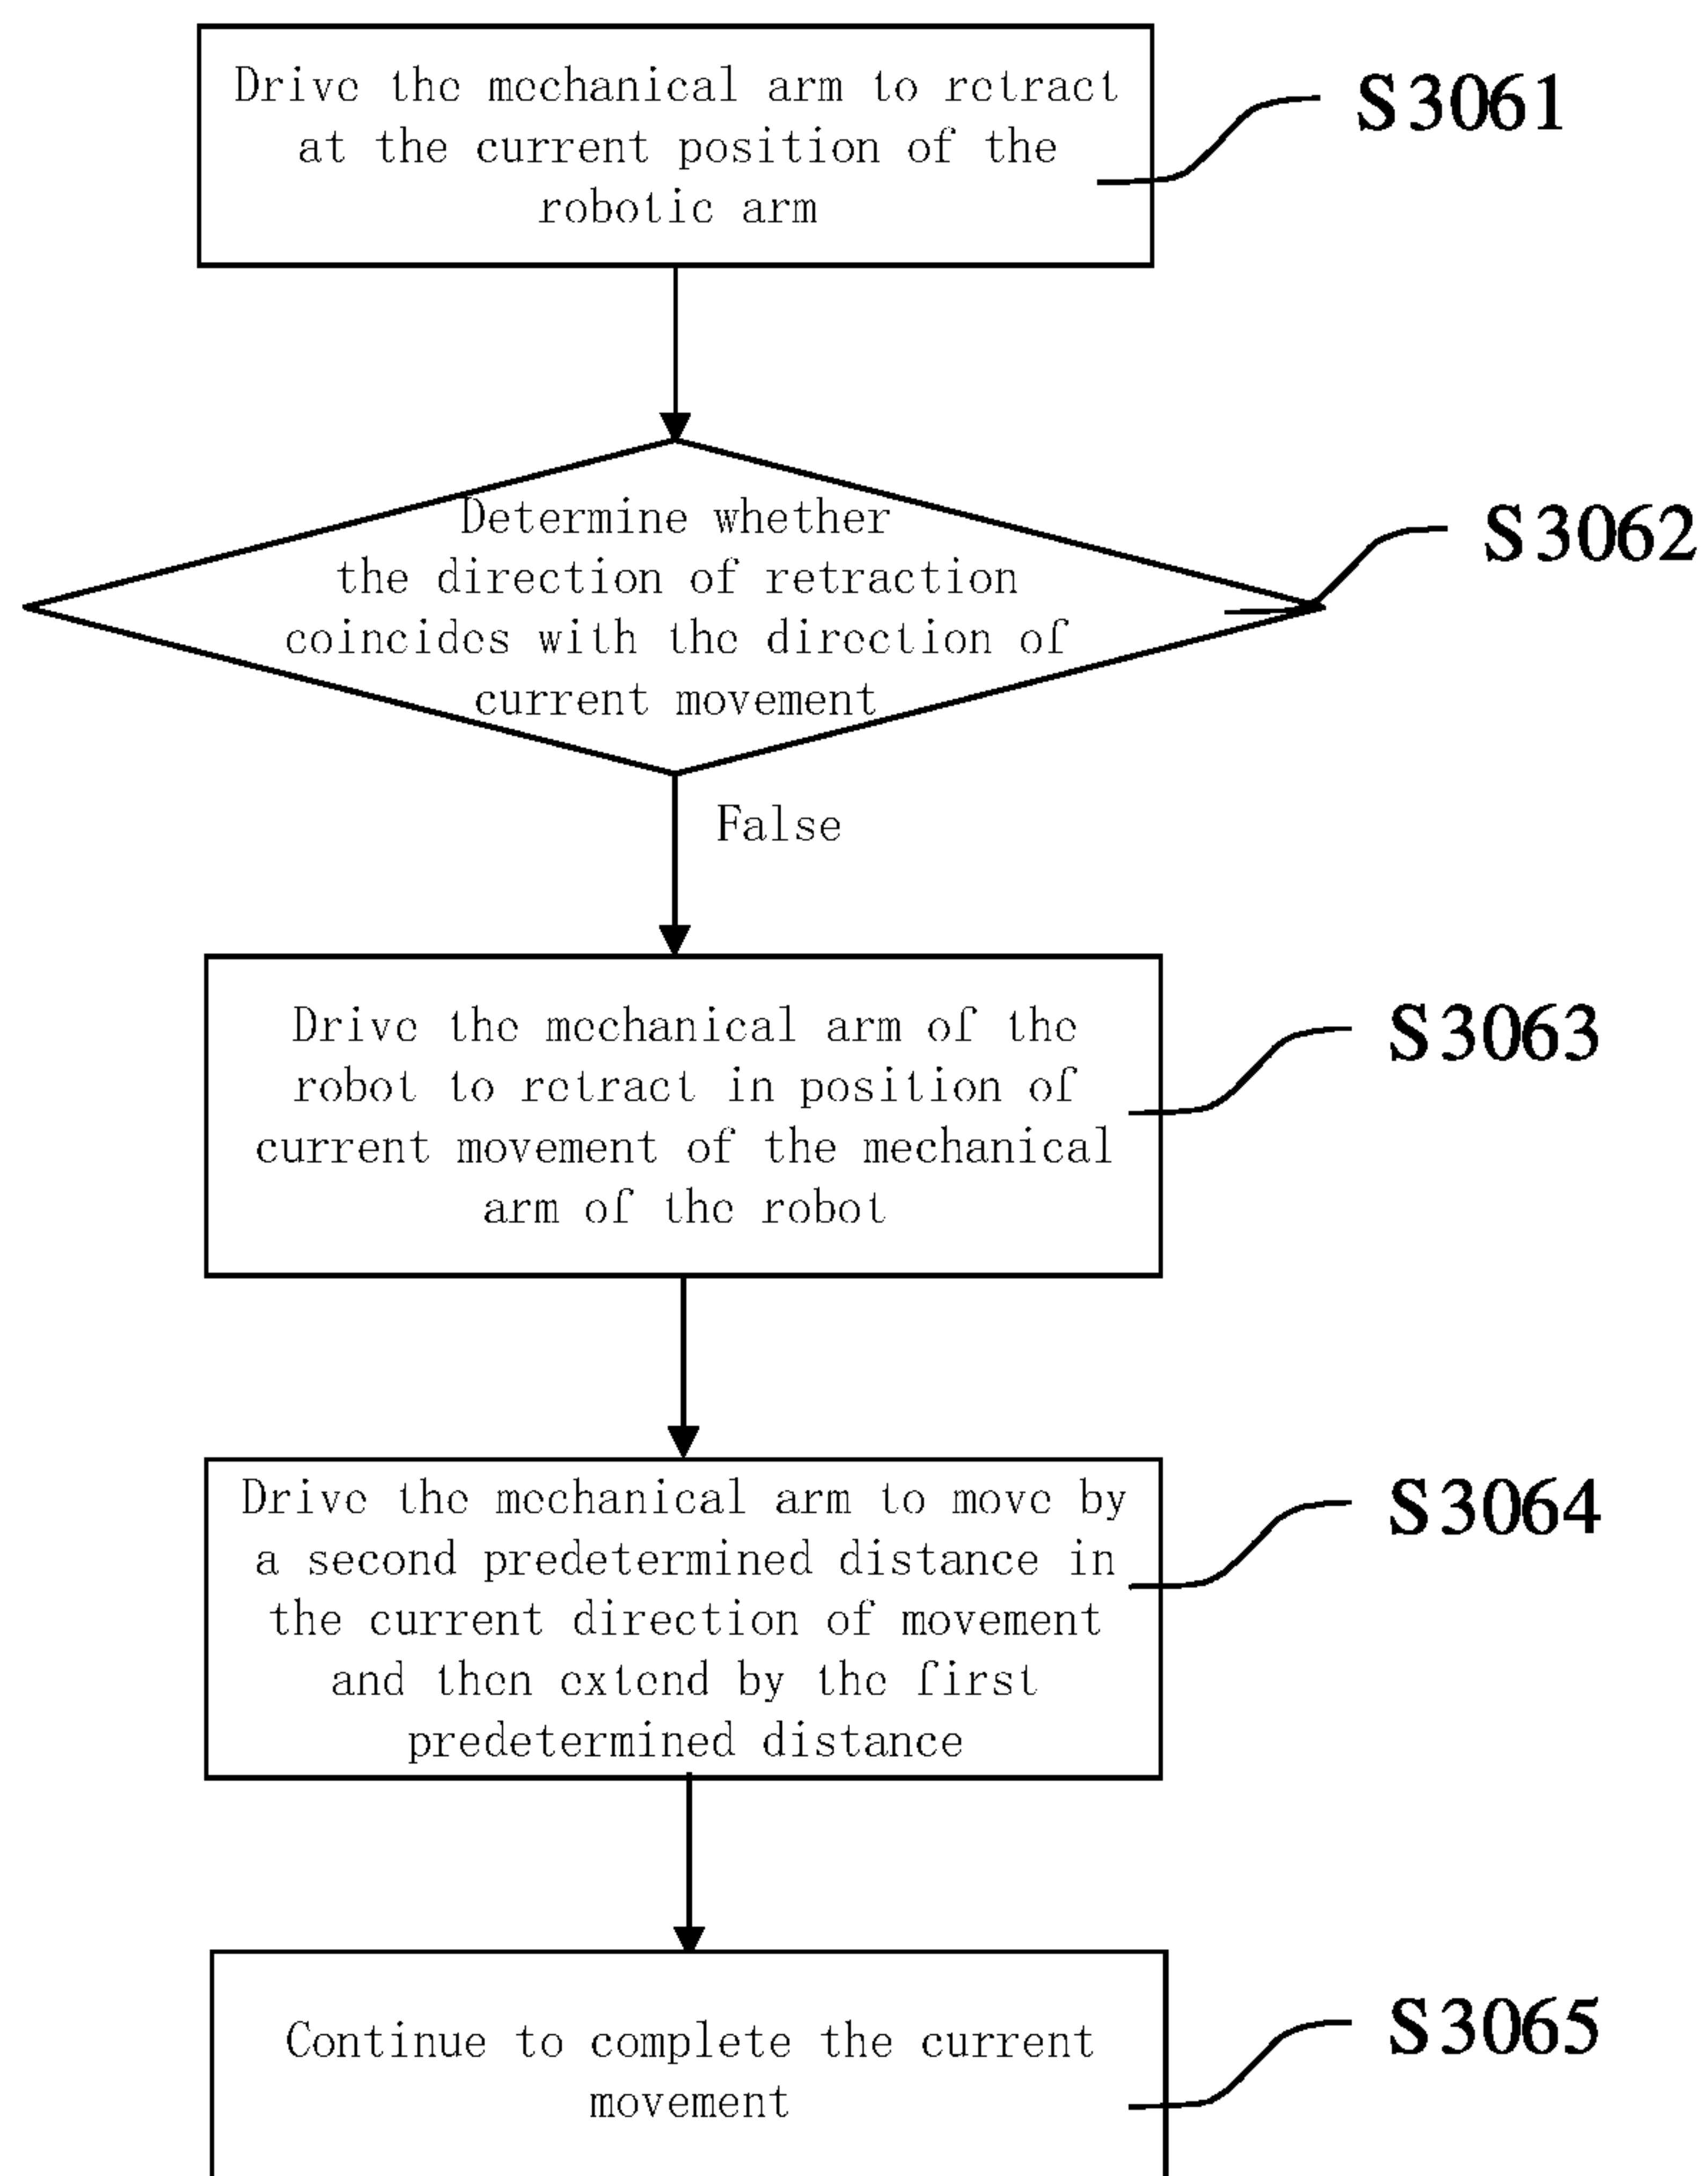 Drive the mechanical arm to retract
at the current position of the
robotic arm
S3061
Determine whether
the direction of retraction
coincides with the direction of
current movement
S3062
False
Drive the mechanical arm of the
robot to retract in position of
current movement of the mechanical
arm of the robot
S3063
Drive the mechanical arm to move by
a second predetermined distance in
the current direction of movement
and then extend by the first
predetermined distance
S3064
Continue to complete the current
movement
S3065